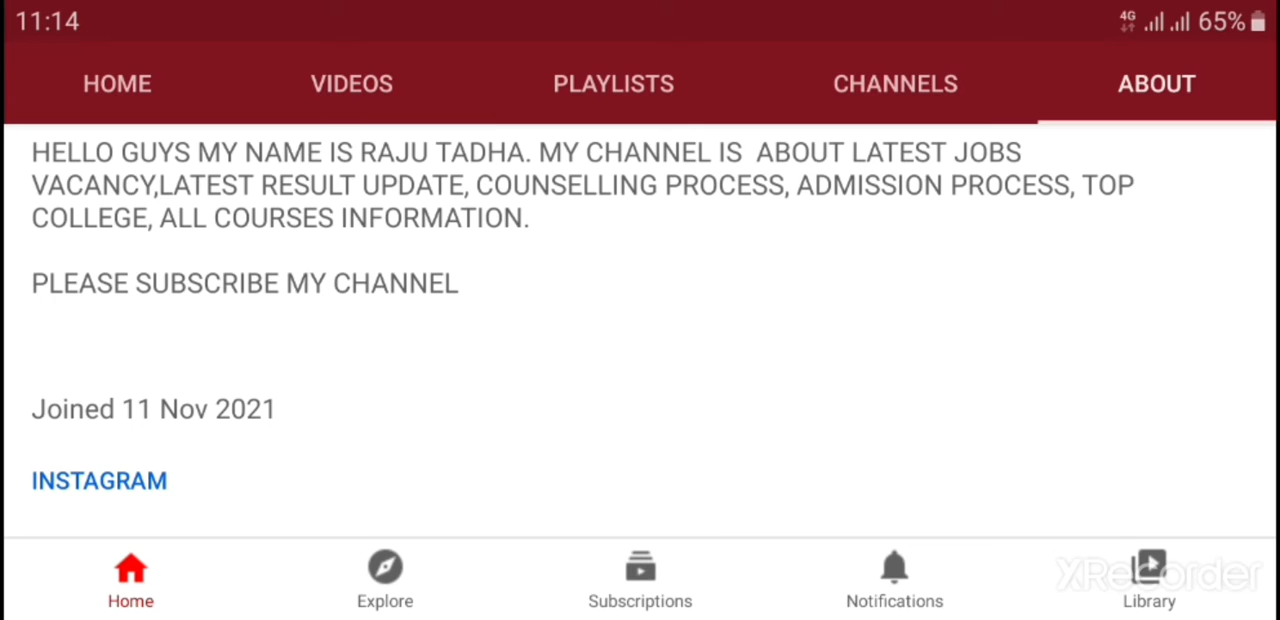 11:14 4G 65%
HOME VIDEOS PLAYLISTS CHANNELS ABOUT
HELLO GUYS MY NAME IS RAJU TADHA. MY CHANNEL IS  ABOUT LATEST JOBS
VACANCY,LATEST RESULT UPDATE, COUNSELLING PROCESS, ADMISSION PROCESS, TOP
COLLEGE, ALL COURSES INFORMATION.
PLEASE SUBSCRIBE MY CHANNEL
Joined 11 Nov 2021
INSTAGRAM
XRecorder
Home Explore Subscriptions Notifications Library